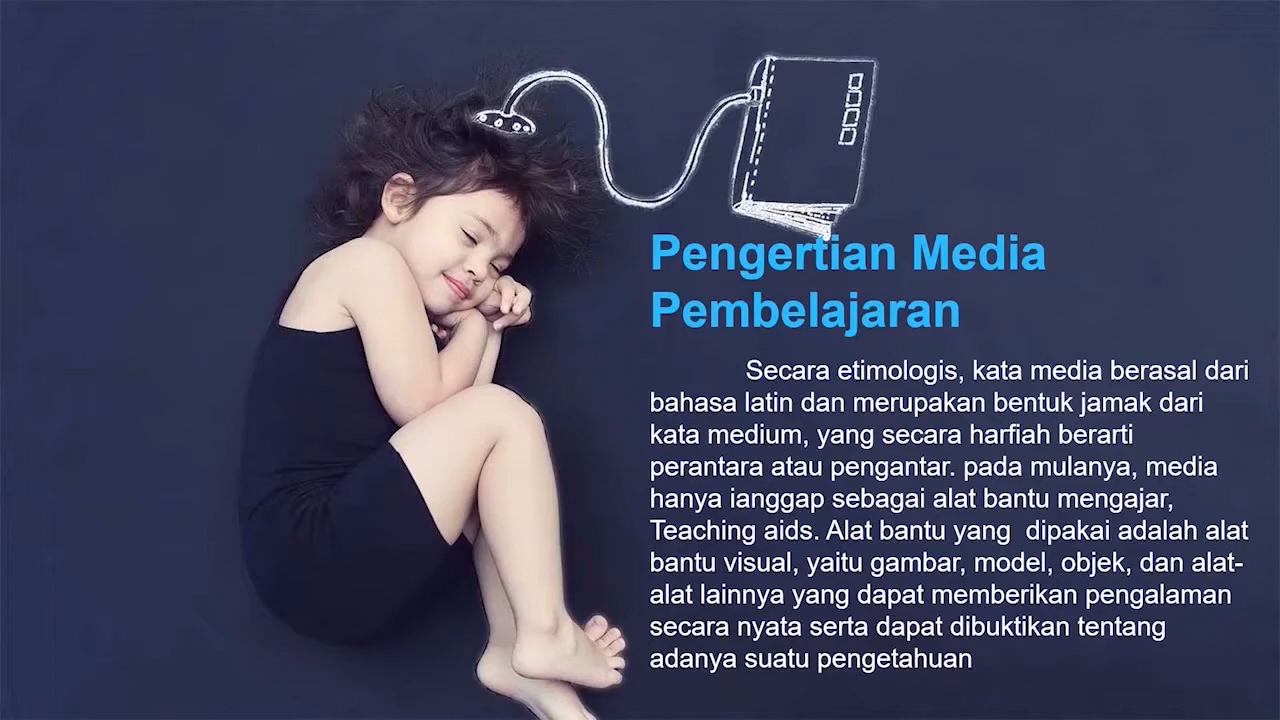 Pengertian Media
Pembelajaran
Secara etimologis, kata media berasal dari
bahasa latin dan merupakan bentuk jamak dari
kata medium, yang secara harfiah berarti
perantara atau pengantar. pada mulanya, media
hanya ianggap sebagai alat bantu mengajar,
Teaching aids. Alat bantu yang  dipakai adalah alat
bantu visual, yaitu gambar, model, objek, dan alat-
alat lainnya yang dapat memberikan pengalaman
secara nyata serta dapat dibuktikan tentang
adanya suatu pengetahuan